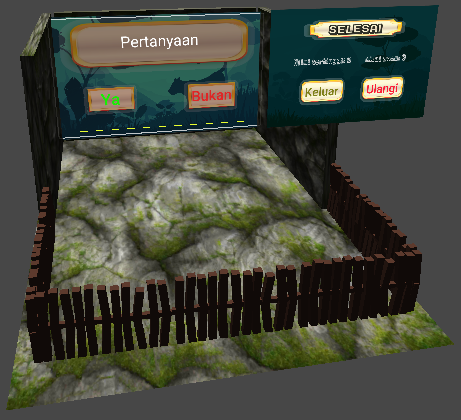 Pertanyaan
Ya
Bukan
SELESAI
Keluar
Ulangi